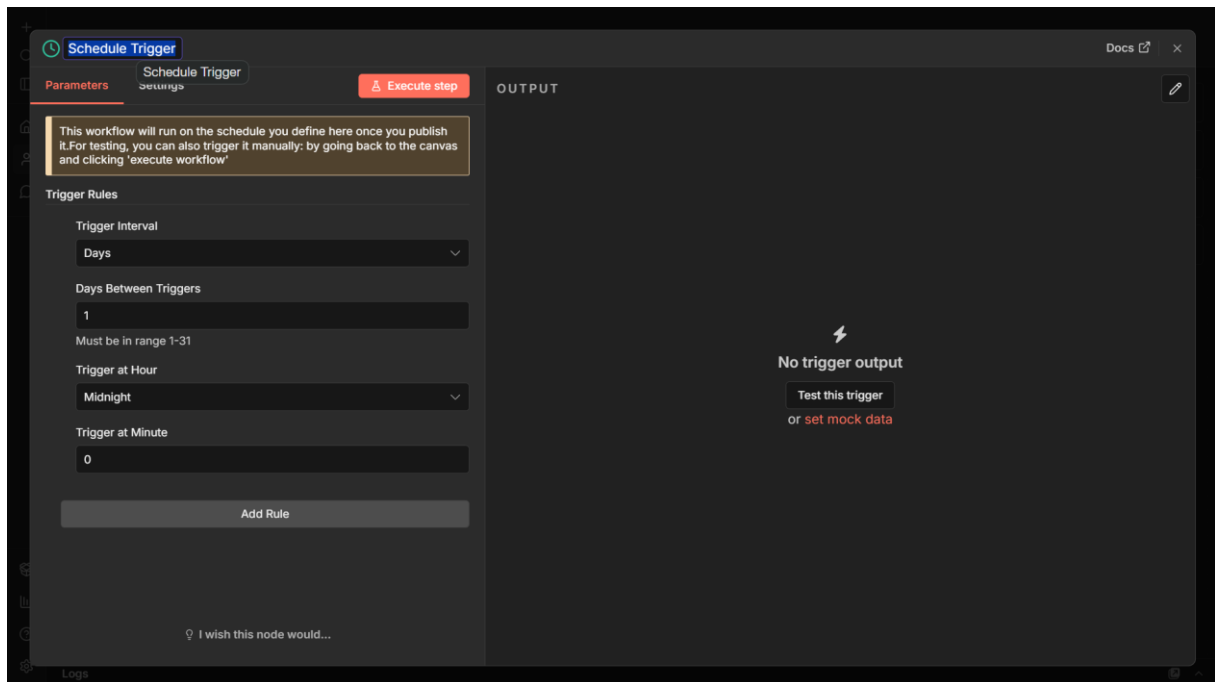 Schedule Trigger
Docs
Schedule Trigger
Parameters
Settings
Execute step
This workflow will run on the schedule you define here once you publish
it.For testing, you can also trigger it manually: by going back to the canvas
and clicking 'execute workflow'
Trigger Rules
Trigger Interval
Days
Days Between Triggers
1
Must be in range 1-31
Trigger at Hour
Midnight
Trigger at Minute
0
Add Rule
I wish this node would...
OUTPUT
No trigger output
Test this trigger
or set mock data
Logs